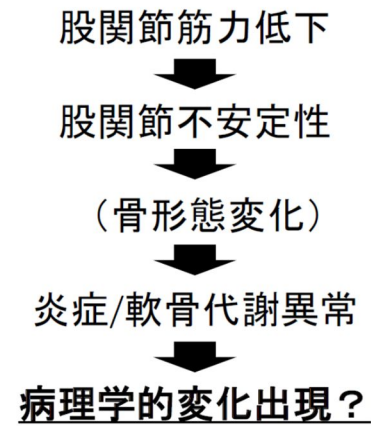 股関節筋力低下
股関節不安定性
（骨形態変化）
炎症/軟骨代謝異常
病理学的変化出現？